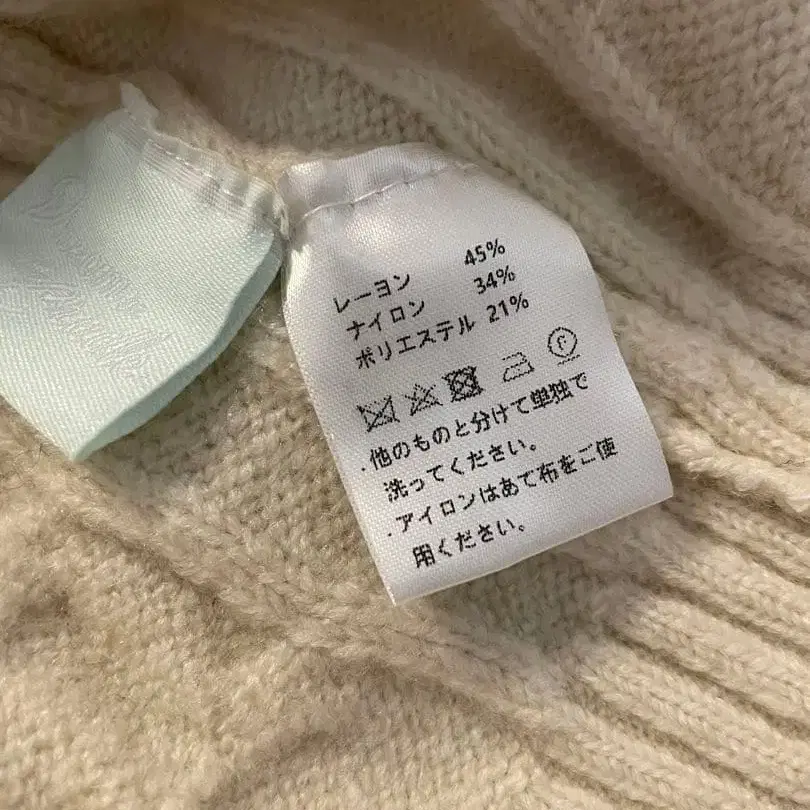 レーヨン 45%
ナイロン 34%
ポリエステル 21%
・他のものと分けて単独で
洗ってください。
・アイロンはあて布をご使
用ください。